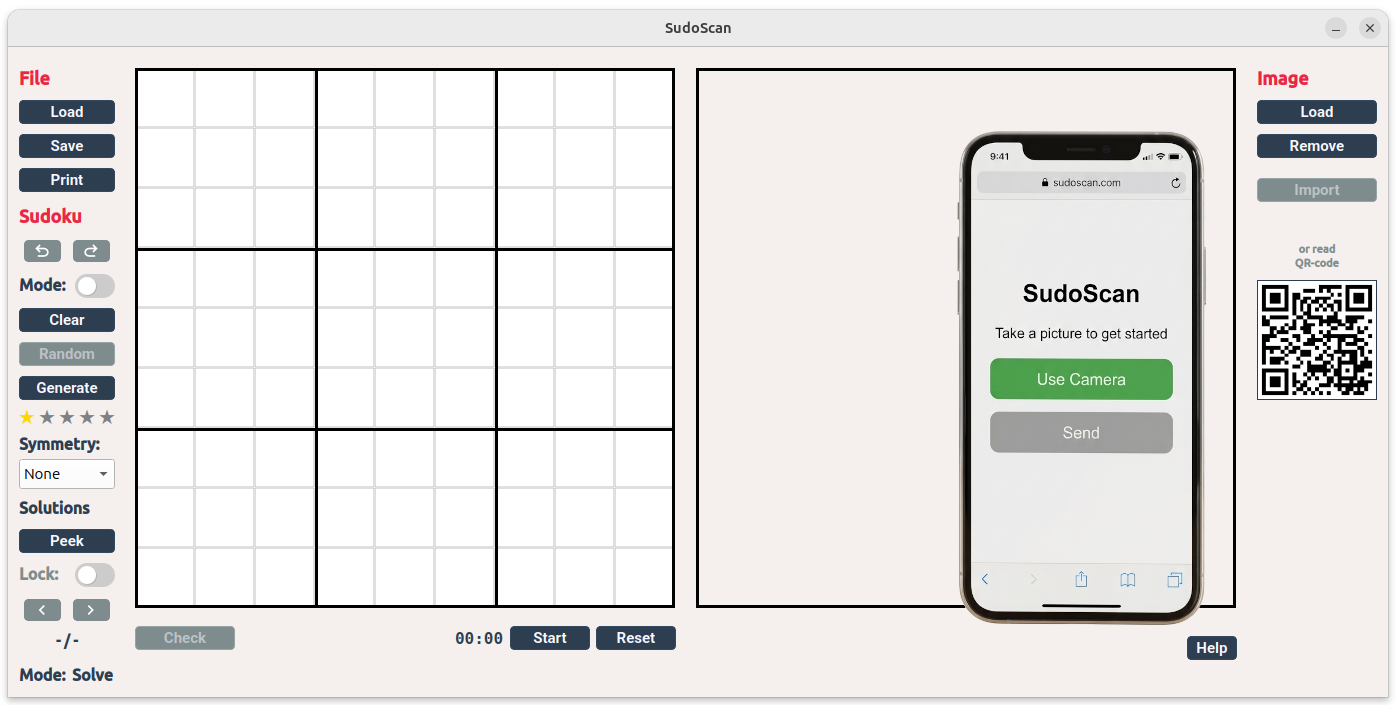 SudoScan
File
Load
Save
Print
Sudoku
Mode:
Clear
Random
Generate
Symmetry:
None
Solutions
Peek
Lock:
-/-
Mode: Solve
Check
00:00
Start
Reset
9:41
sudoscan.com
SudoScan
Take a picture to get started
Use Camera
Send
Help
Image
Load
Remove
Import
or read
QR-code